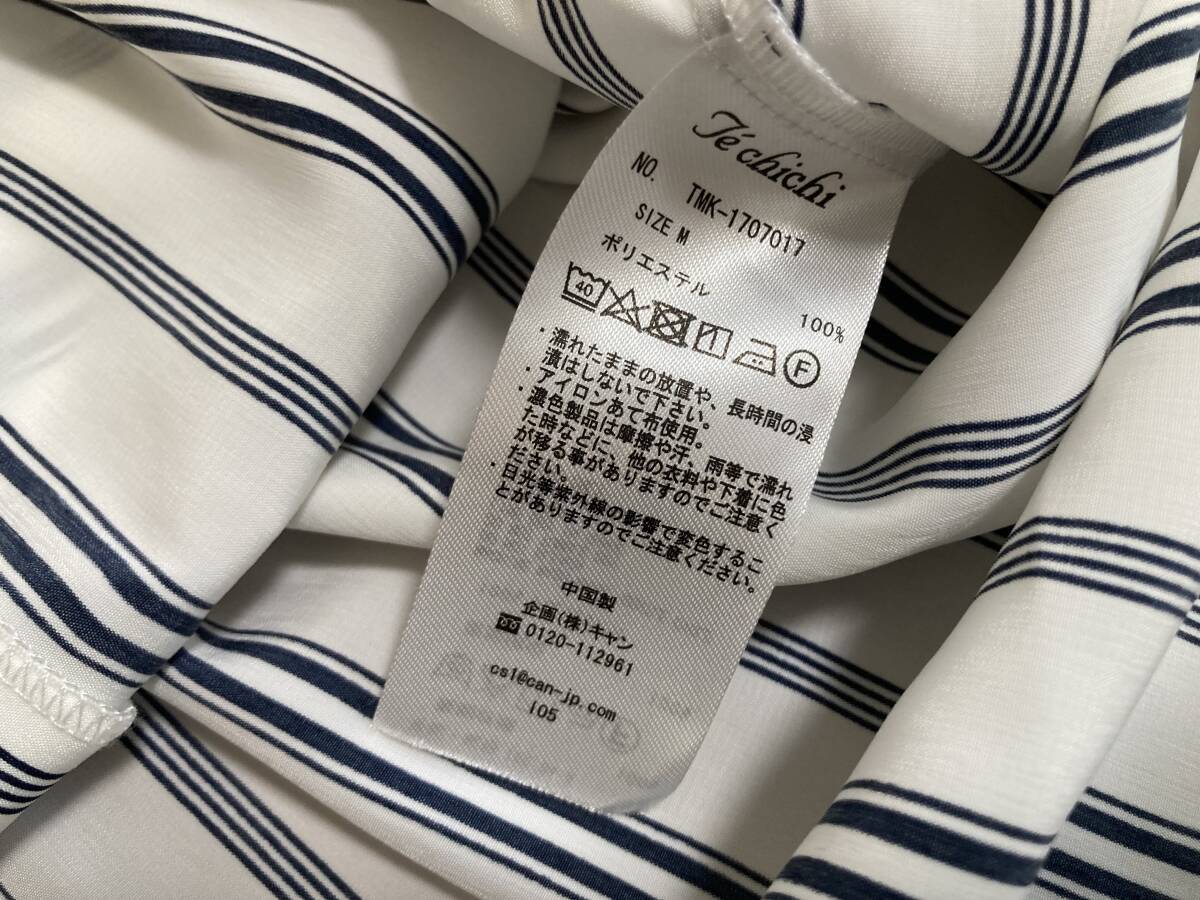 Té chichi
NO. TMK-1707017
SIZE M
ポリエステル 100%
40 F
・濡れたままの放置や、長時間の浸
漬はしないで下さい。
・アイロンあて布使用。
・濃色製品は摩擦や汗、雨等で濡れ
た時などに、他の衣料や下着に色
が移る事がありますのでご注意く
ださい。
・日光等紫外線の影響で変色するこ
とがありますのでご注意ください。
中国製
企画(株)キャン
0120-112961
cs1@can-jp.com
I05